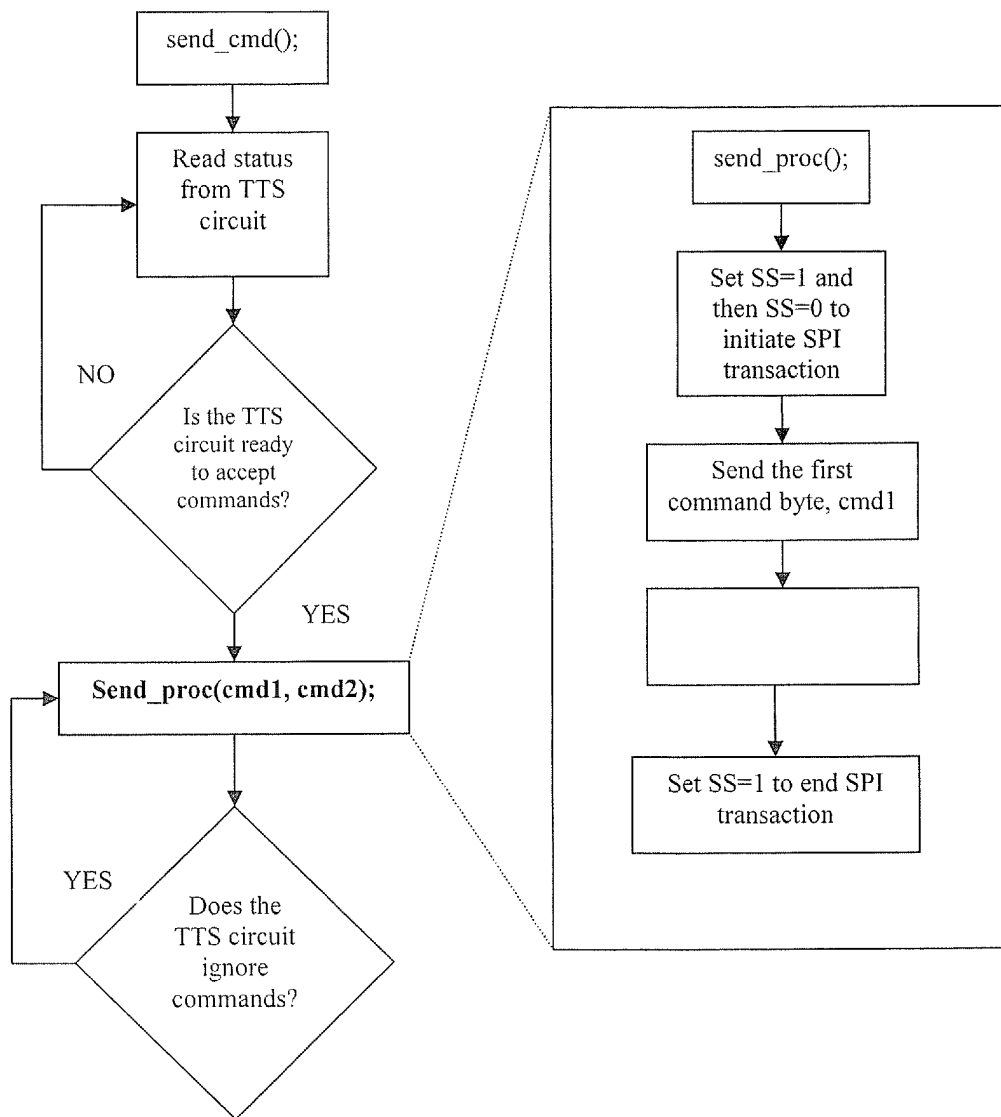 send_cmd();
Read status
from TTS
circuit
NO
Is the TTS
circuit ready
to accept
commands?
YES
Send_proc(cmd1, cmd2);
YES
Does the
TTS circuit
ignore
commands?
send_proc();
Set SS=1 and
then SS=0 to
initiate SPI
transaction
Send the first
command byte, cmd1
Set SS=1 to end SPI
transaction